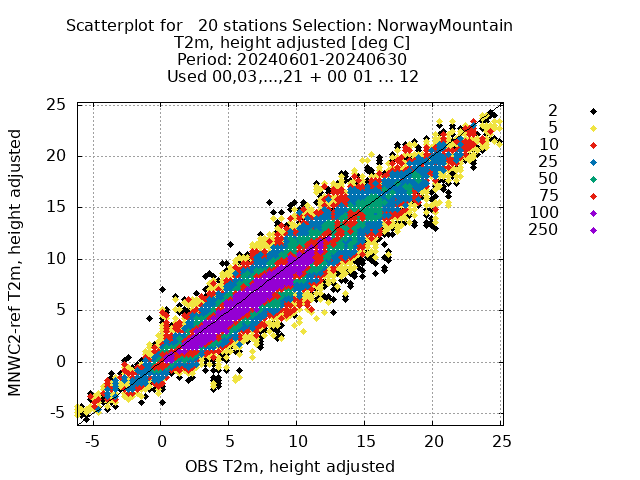 Scatterplot for 20 stations Selection: NorwayMountain
T2m, height adjusted [deg C]
Period: 20240601-20240630
Used 00,03,...,21 + 00 01 ... 12
MNWC2-ref T2m, height adjusted
25
20
15
10
5
0
-5
-5 0 5 10 15 20 25
OBS T2m, height adjusted
2
5
10
25
50
75
100
250